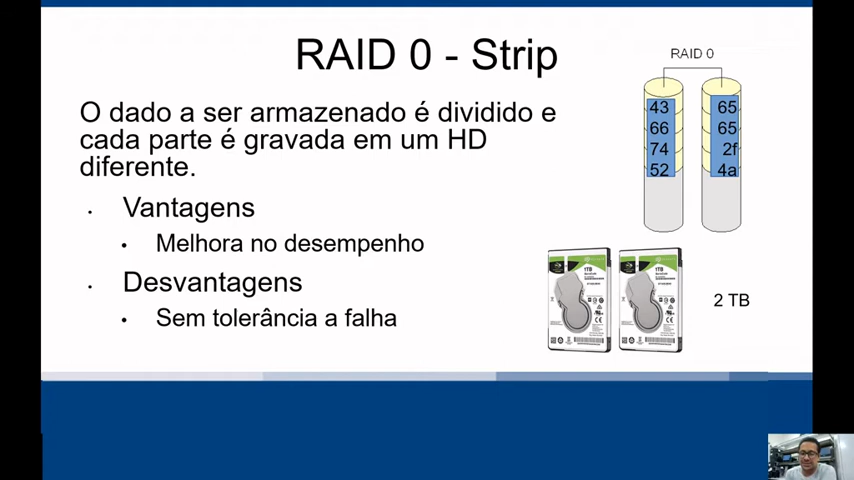 RAID 0 - Strip
O dado a ser armazenado é dividido e
cada parte é gravada em um HD
diferente.
• Vantagens
• Melhora no desempenho
• Desvantagens
• Sem tolerância a falha
RAID 0
43 65
66 65
74 2f
52 4a
1TB 1TB
2 TB